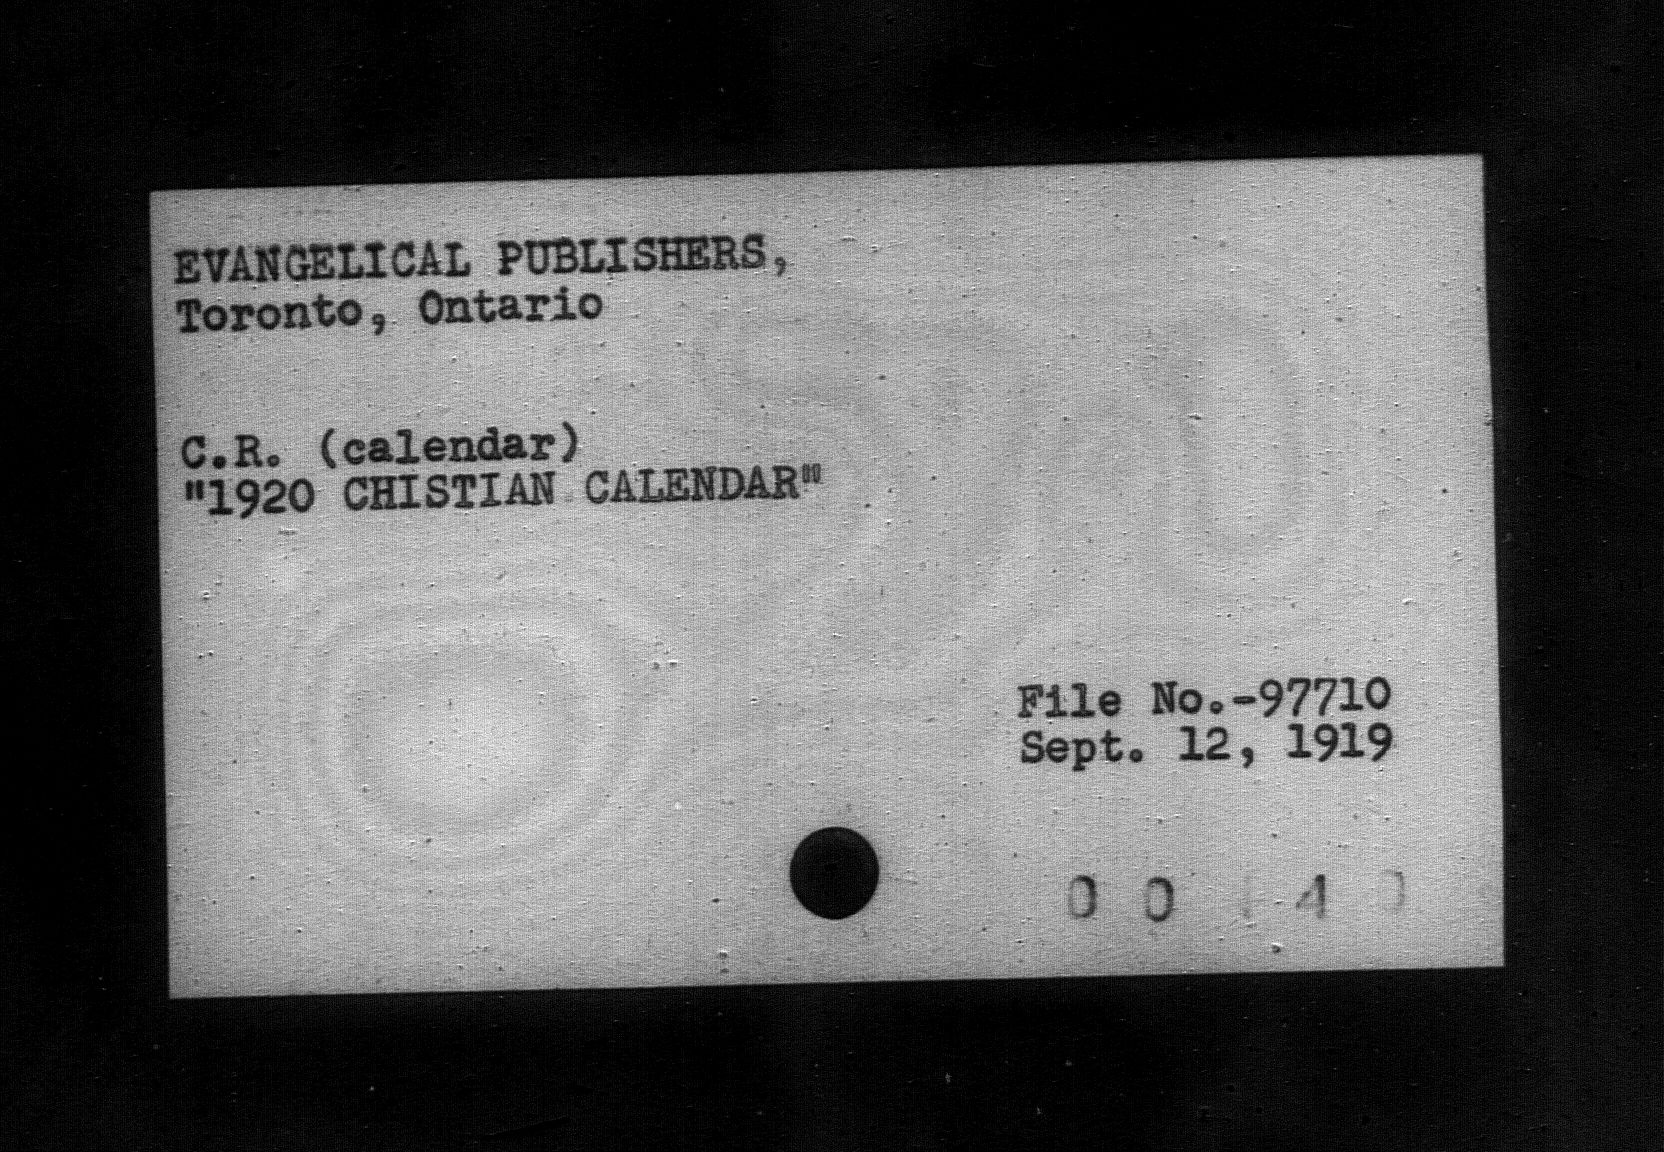 EVANGELICAL PUBLISHERS,
Toronto, Ontario
C.R. (calendar)
"1920 CHISTIAN CALENDAR"
File No.-97710
Sept. 12, 1919